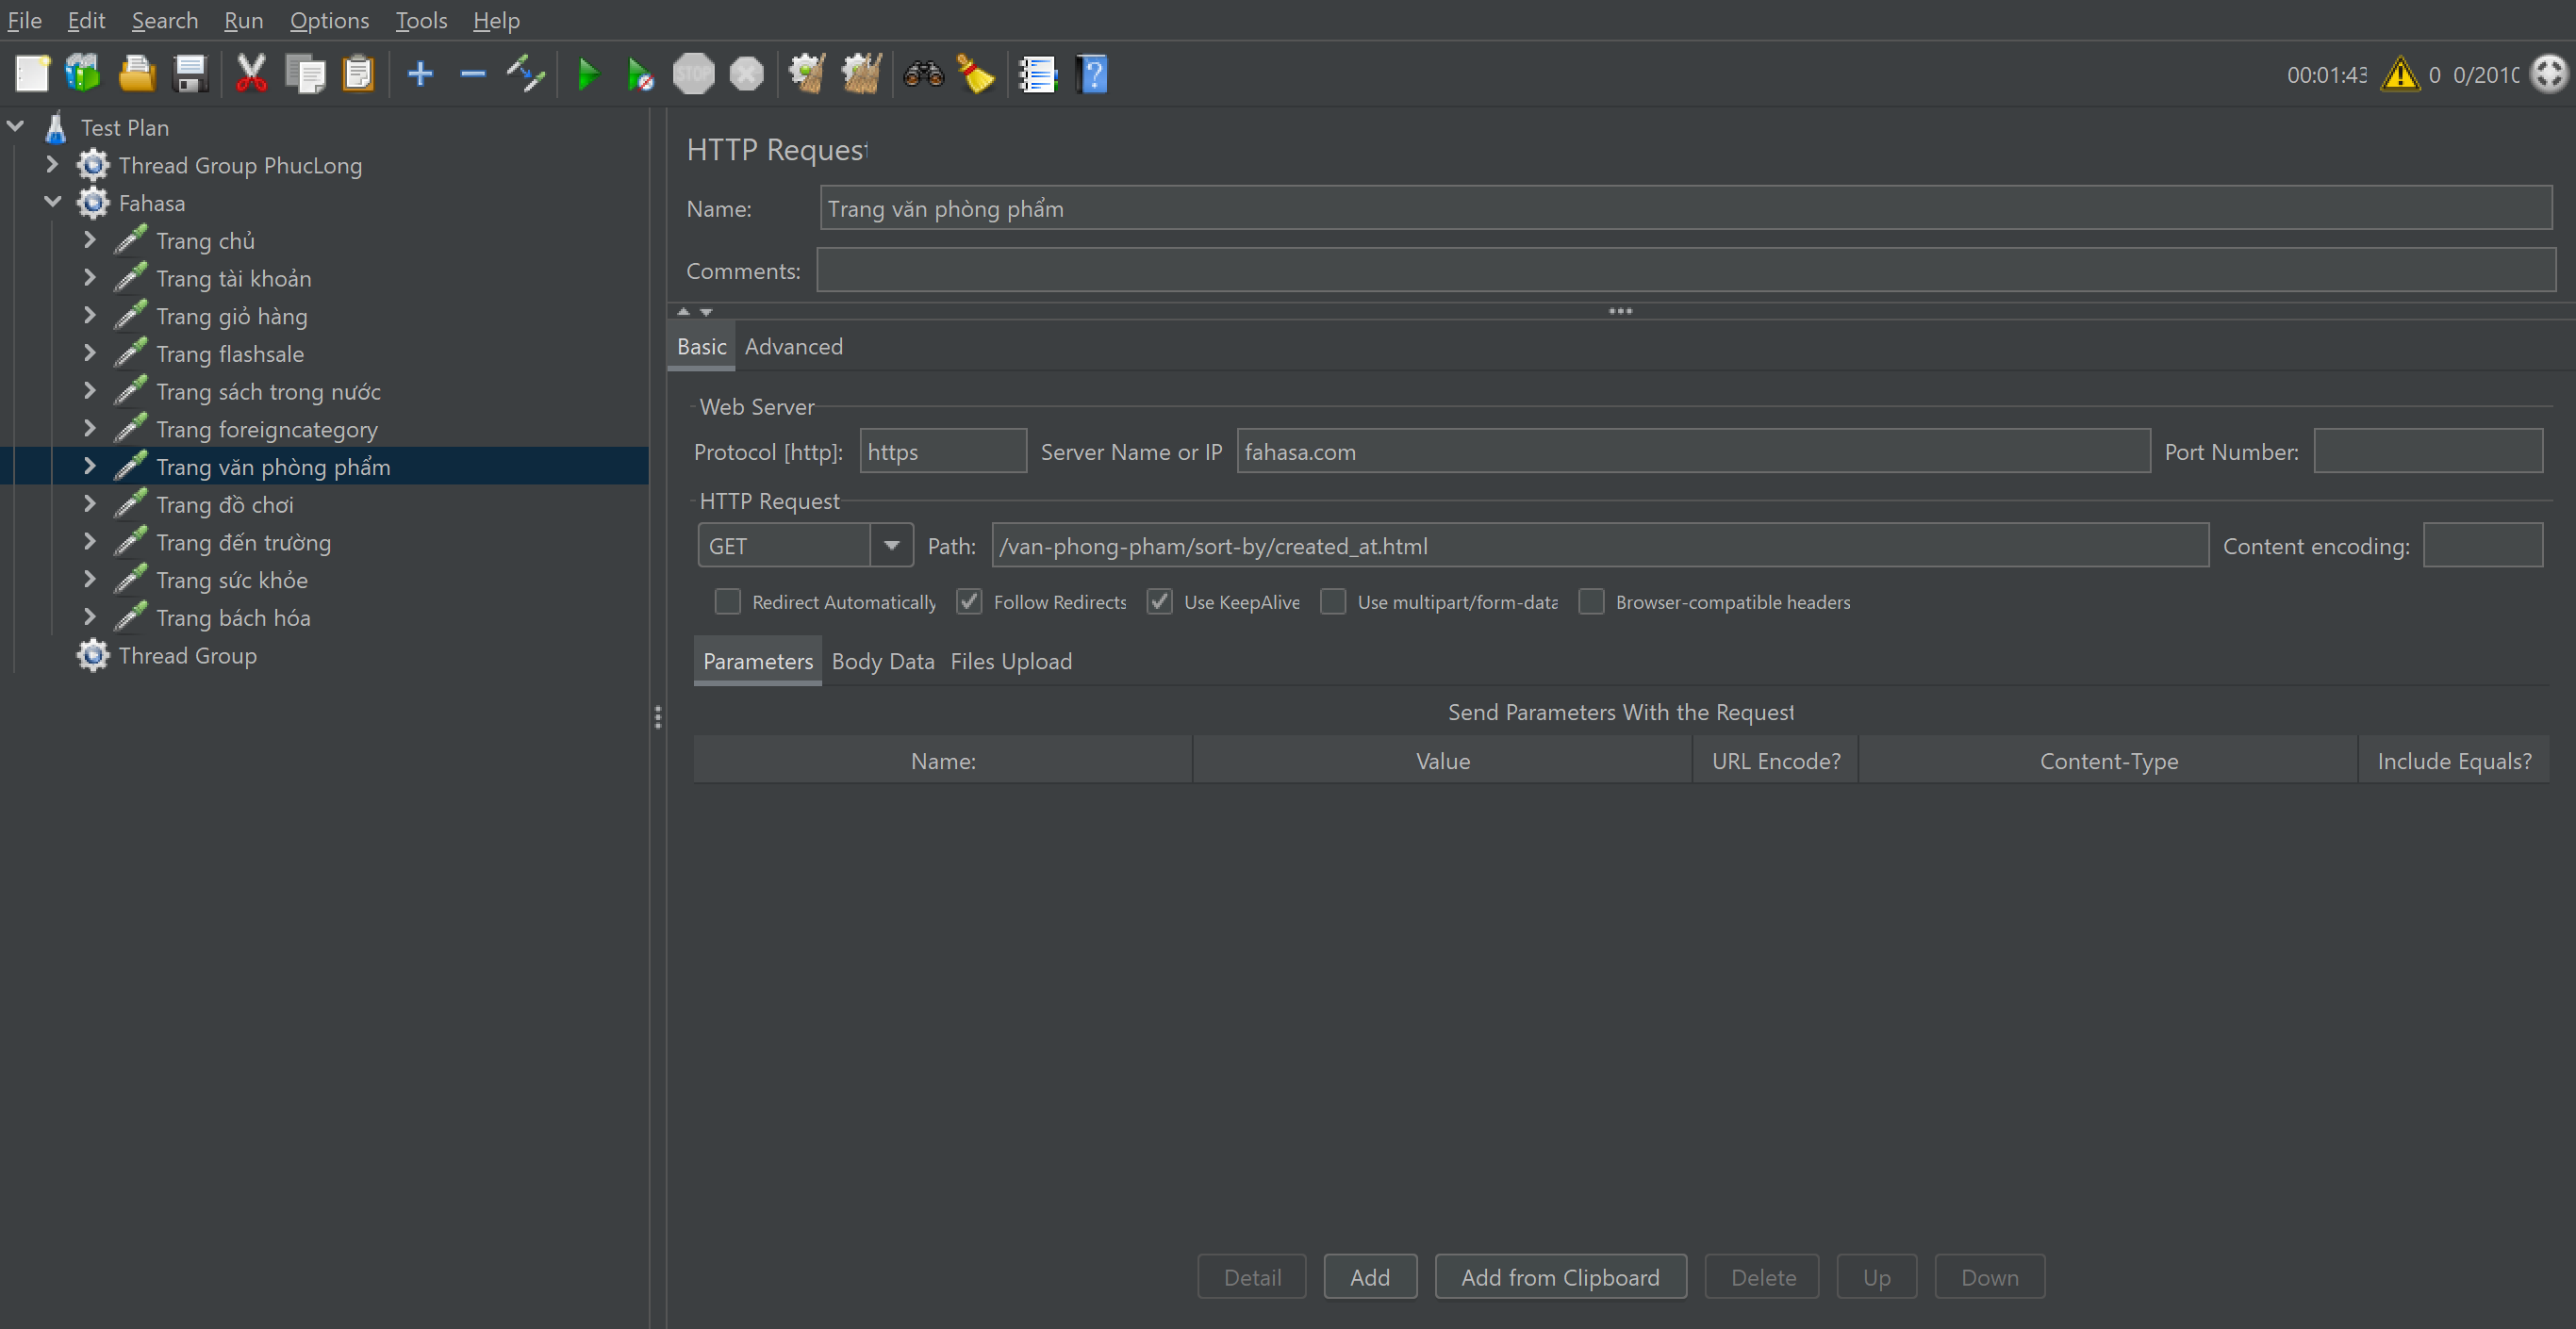 File Edit Search Run Options Tools Help
STOP
00:01:43 0 0/2010
Test Plan
Thread Group PhucLong
Fahasa
Trang chủ
Trang tài khoản
Trang giỏ hàng
Trang flashsale
Trang sách trong nước
Trang foreigncategory
Trang văn phòng phẩm
Trang đồ chơi
Trang đến trường
Trang sức khỏe
Trang bách hóa
Thread Group
HTTP Request
Name: Trang văn phòng phẩm
Comments:
Basic Advanced
Web Server
Protocol [http]: https Server Name or IP fahasa.com Port Number:
HTTP Request
GET Path: /van-phong-pham/sort-by/created_at.html Content encoding:
Redirect Automatically Follow Redirects Use KeepAlive Use multipart/form-data Browser-compatible headers
Parameters Body Data Files Upload
Send Parameters With the Request
Name: Value URL Encode? Content-Type Include Equals?
Detail Add Add from Clipboard Delete Up Down